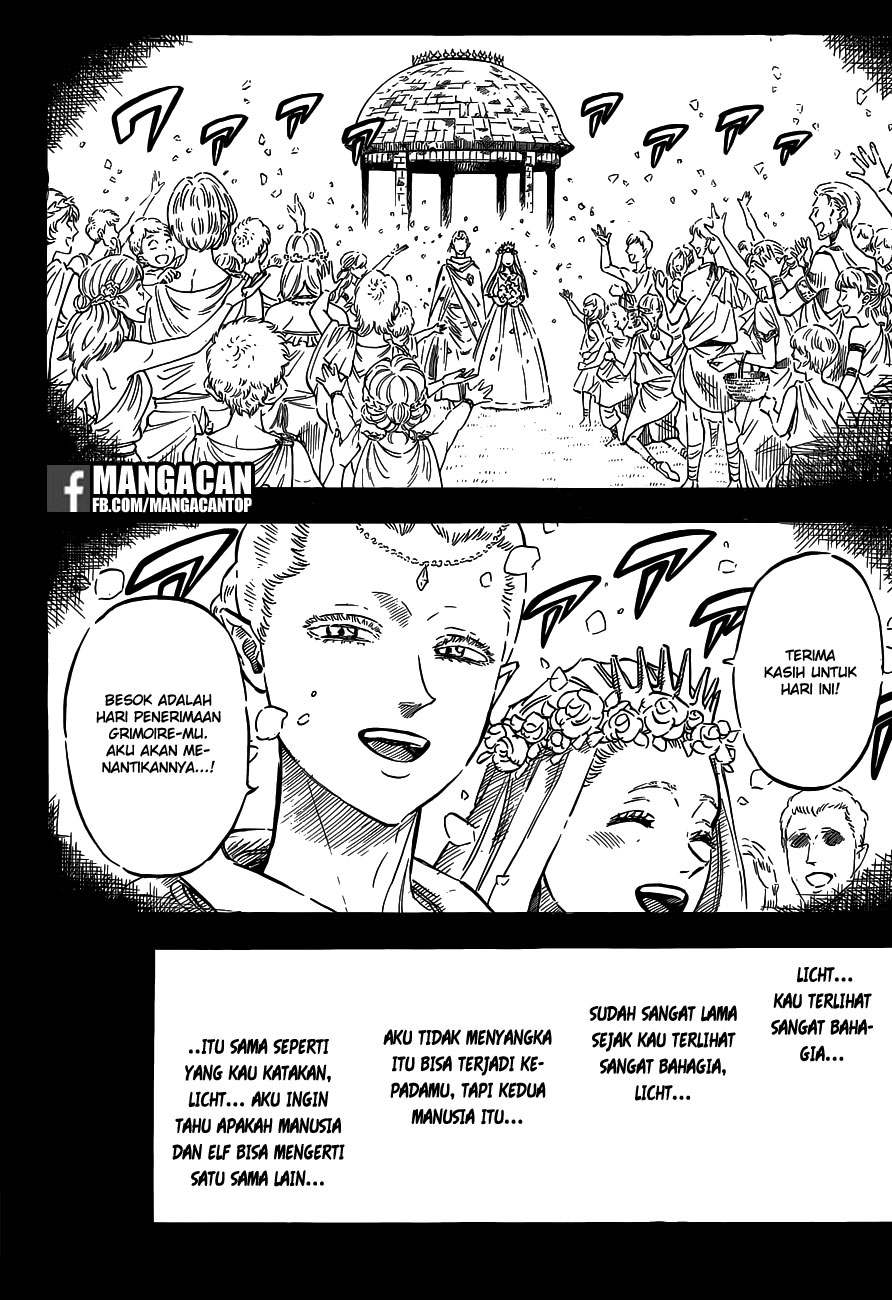 f MANGACAN
FB.COM/MANGACANTOP
TERIMA
KASIH UNTUK
HARI INI!
BESOK ADALAH
HARI PENERIMAAN
GRIMOIRE-MU.
AKU AKAN ME-
NANTIKANNYA...!
LICHT...
KAU TERLIHAT
SANGAT BAHA-
GIA...
SUDAH SANGAT LAMA
SEJAK KAU TERLIHAT
SANGAT BAHAGIA,
LICHT...
AKU TIDAK MENYANGKA
ITU BISA TERJADI KE-
PADAMU, TAPI KEDUA
MANUSIA ITU...
..ITU SAMA SEPERTI
YANG KAU KATAKAN,
LICHT... AKU INGIN
TAHU APAKAH MANUSIA
DAN ELF BISA MENGERTI
SATU SAMA LAIN...